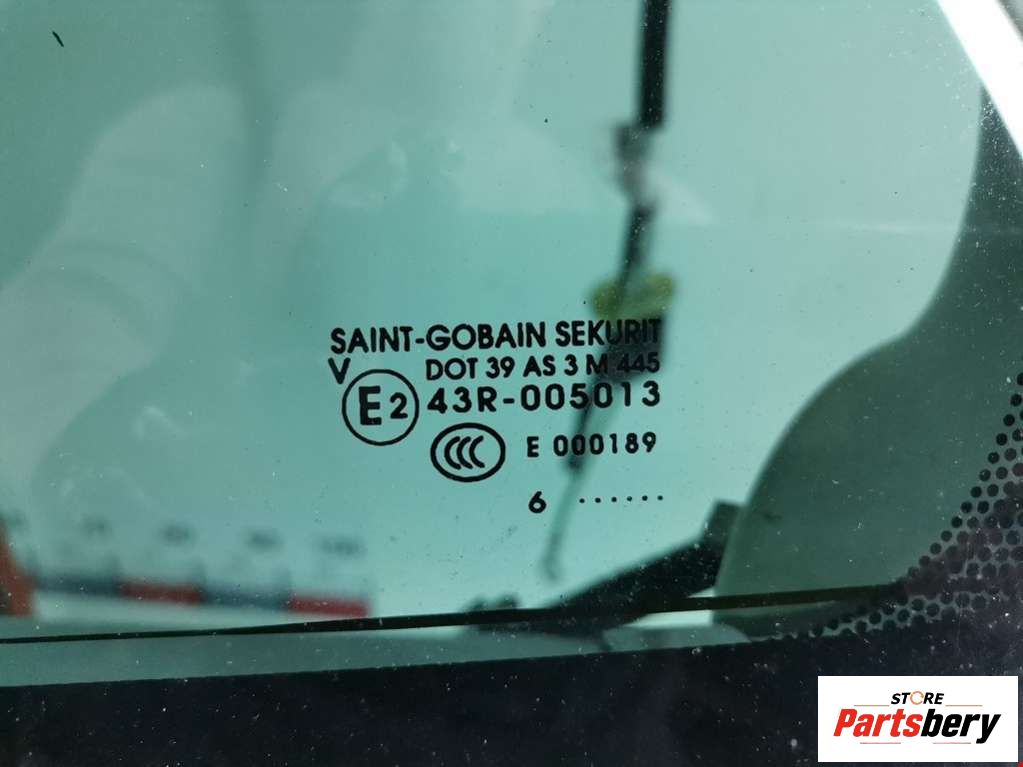 SAINT-GOBAIN SEKURIT
V DOT 39 AS 3 M 445
E2 43R-005013
CCC E 000189
6 ......
STORE
Partsbery